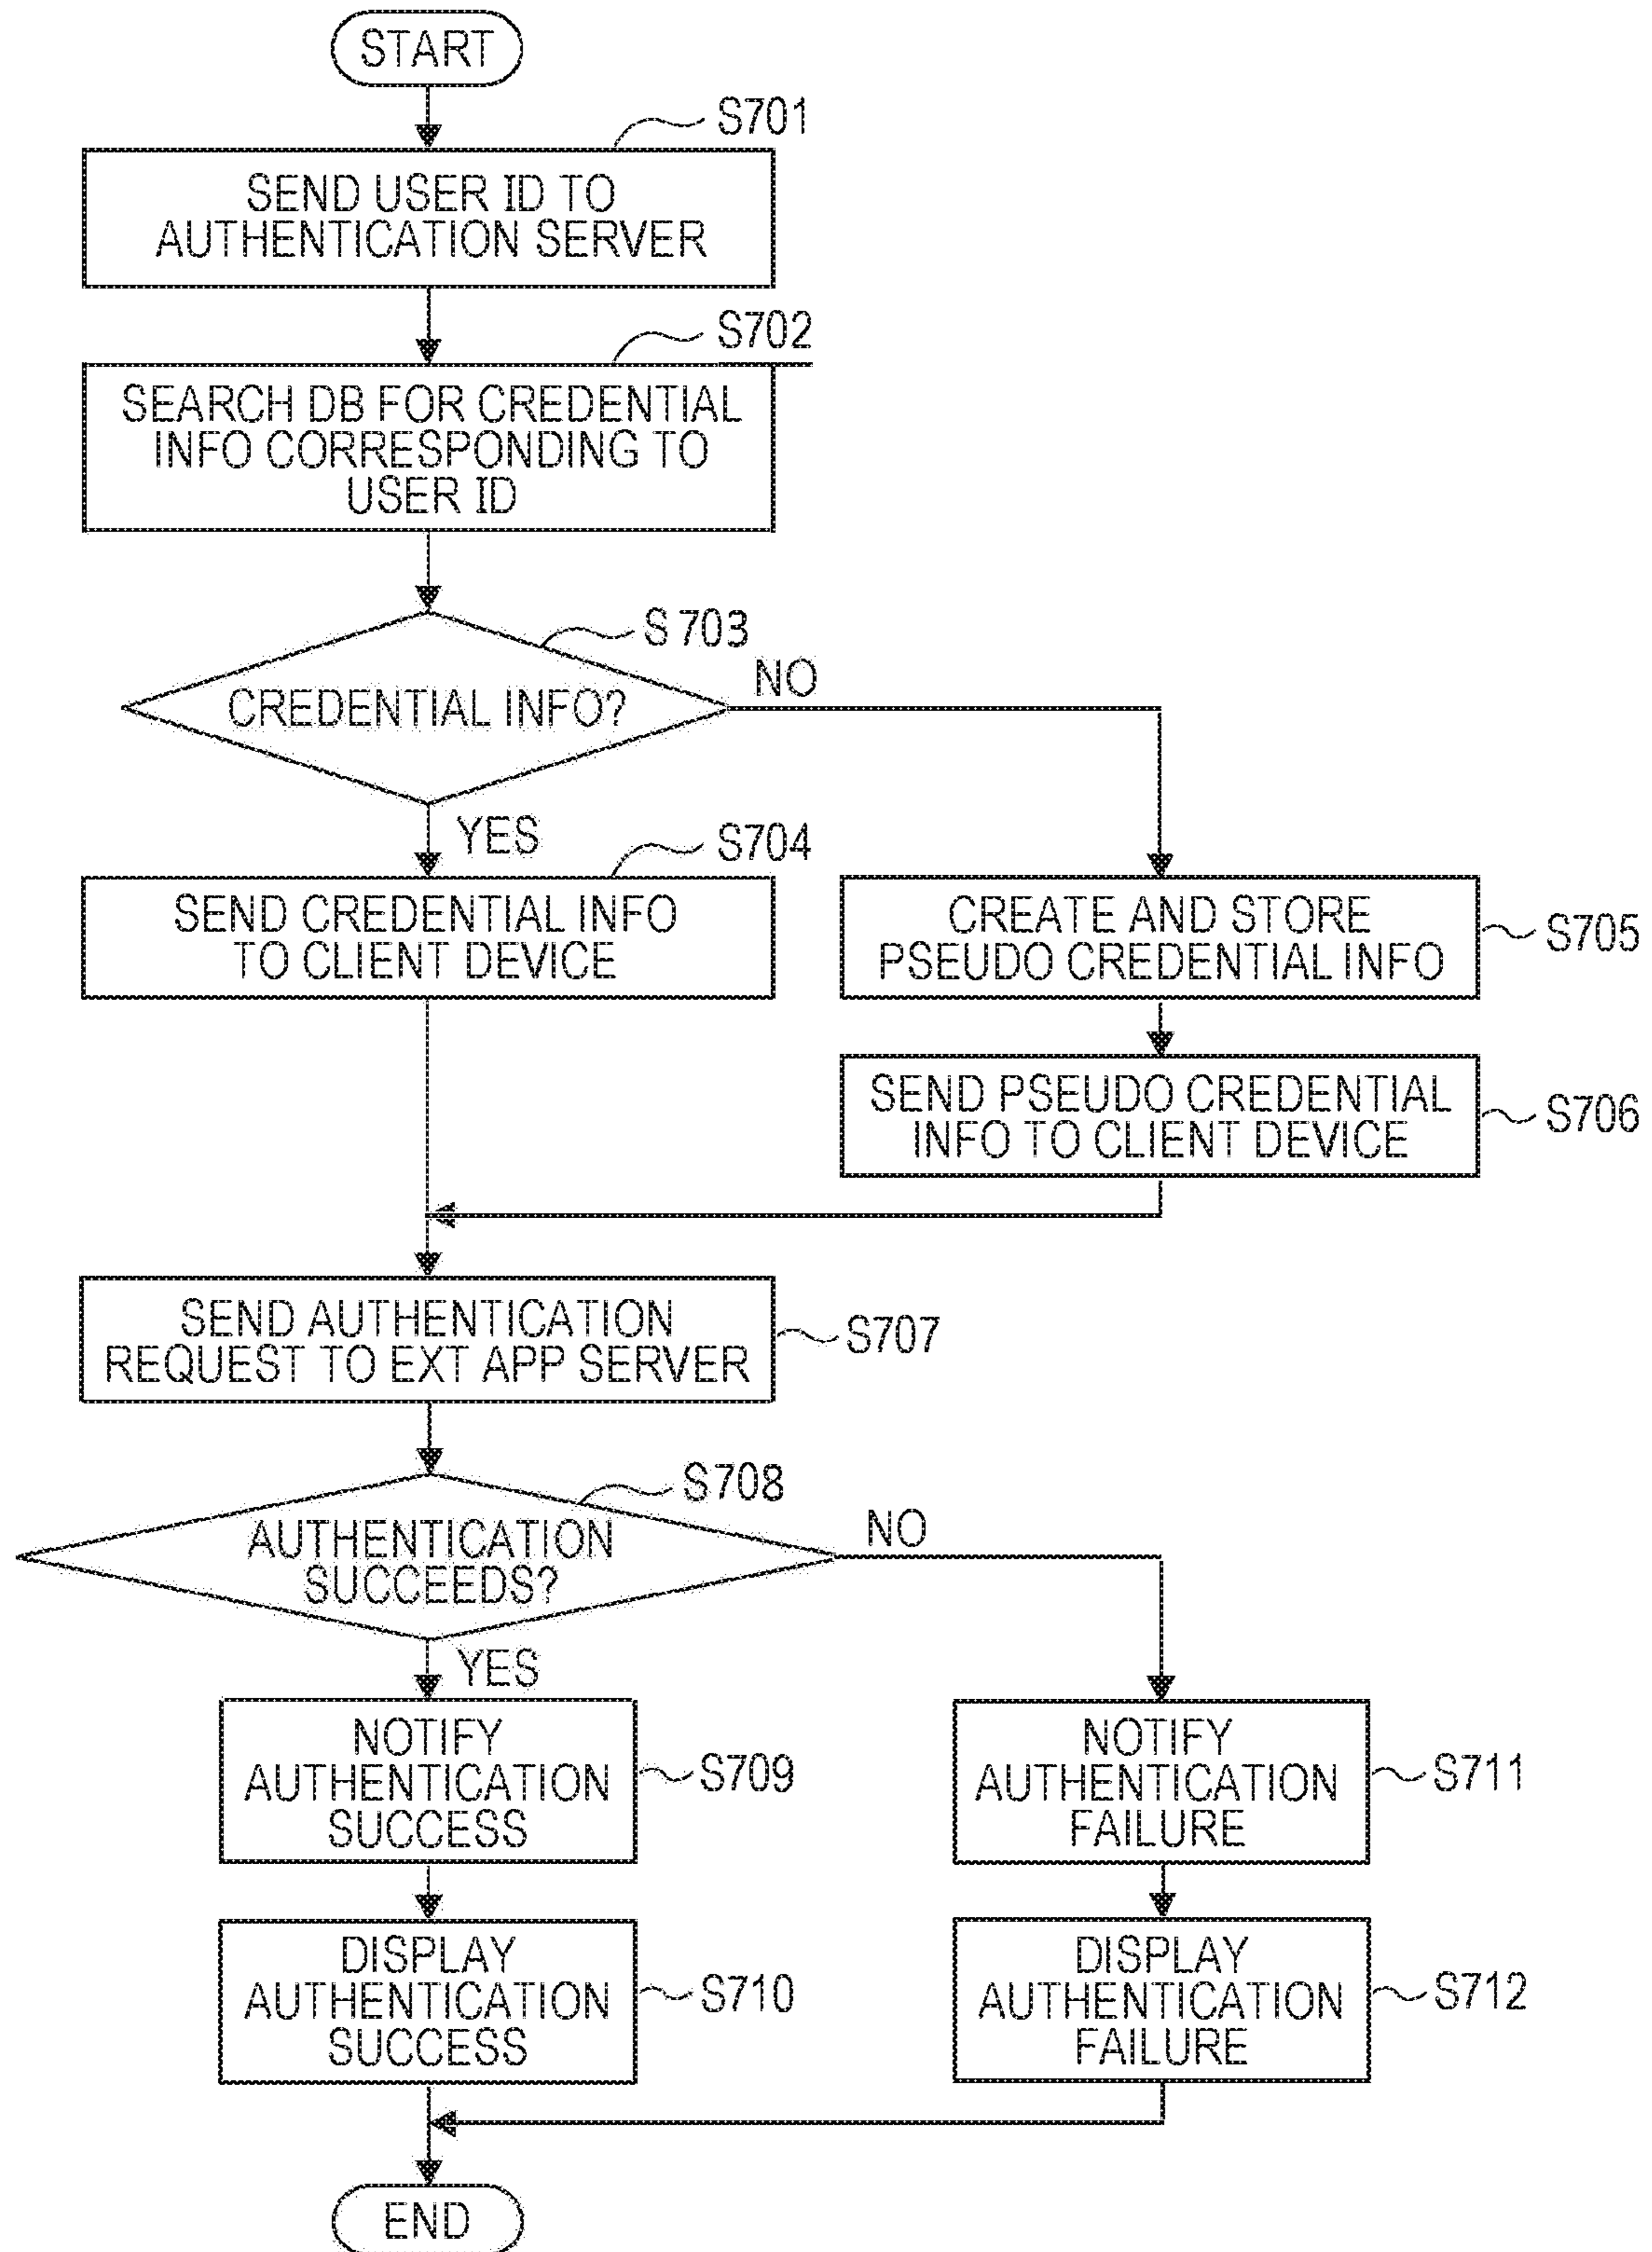 START
S701
SEND USER ID TO
AUTHENTICATION SERVER
S702
SEARCH DB FOR CREDENTIAL
INFO CORRESPONDING TO
USER ID
S703
CREDENTIAL INFO?
NO
YES
S704
SEND CREDENTIAL INFO
TO CLIENT DEVICE
CREATE AND STORE
PSEUDO CREDENTIAL INFO
S705
SEND PSEUDO CREDENTIAL
INFO TO CLIENT DEVICE
S706
SEND AUTHENTICATION
REQUEST TO EXT APP SERVER
S707
S708
AUTHENTICATION
SUCCEEDS?
NO
YES
NOTIFY
AUTHENTICATION
SUCCESS
S709
NOTIFY
AUTHENTICATION
FAILURE
S711
DISPLAY
AUTHENTICATION
SUCCESS
S710
DISPLAY
AUTHENTICATION
FAILURE
S712
END